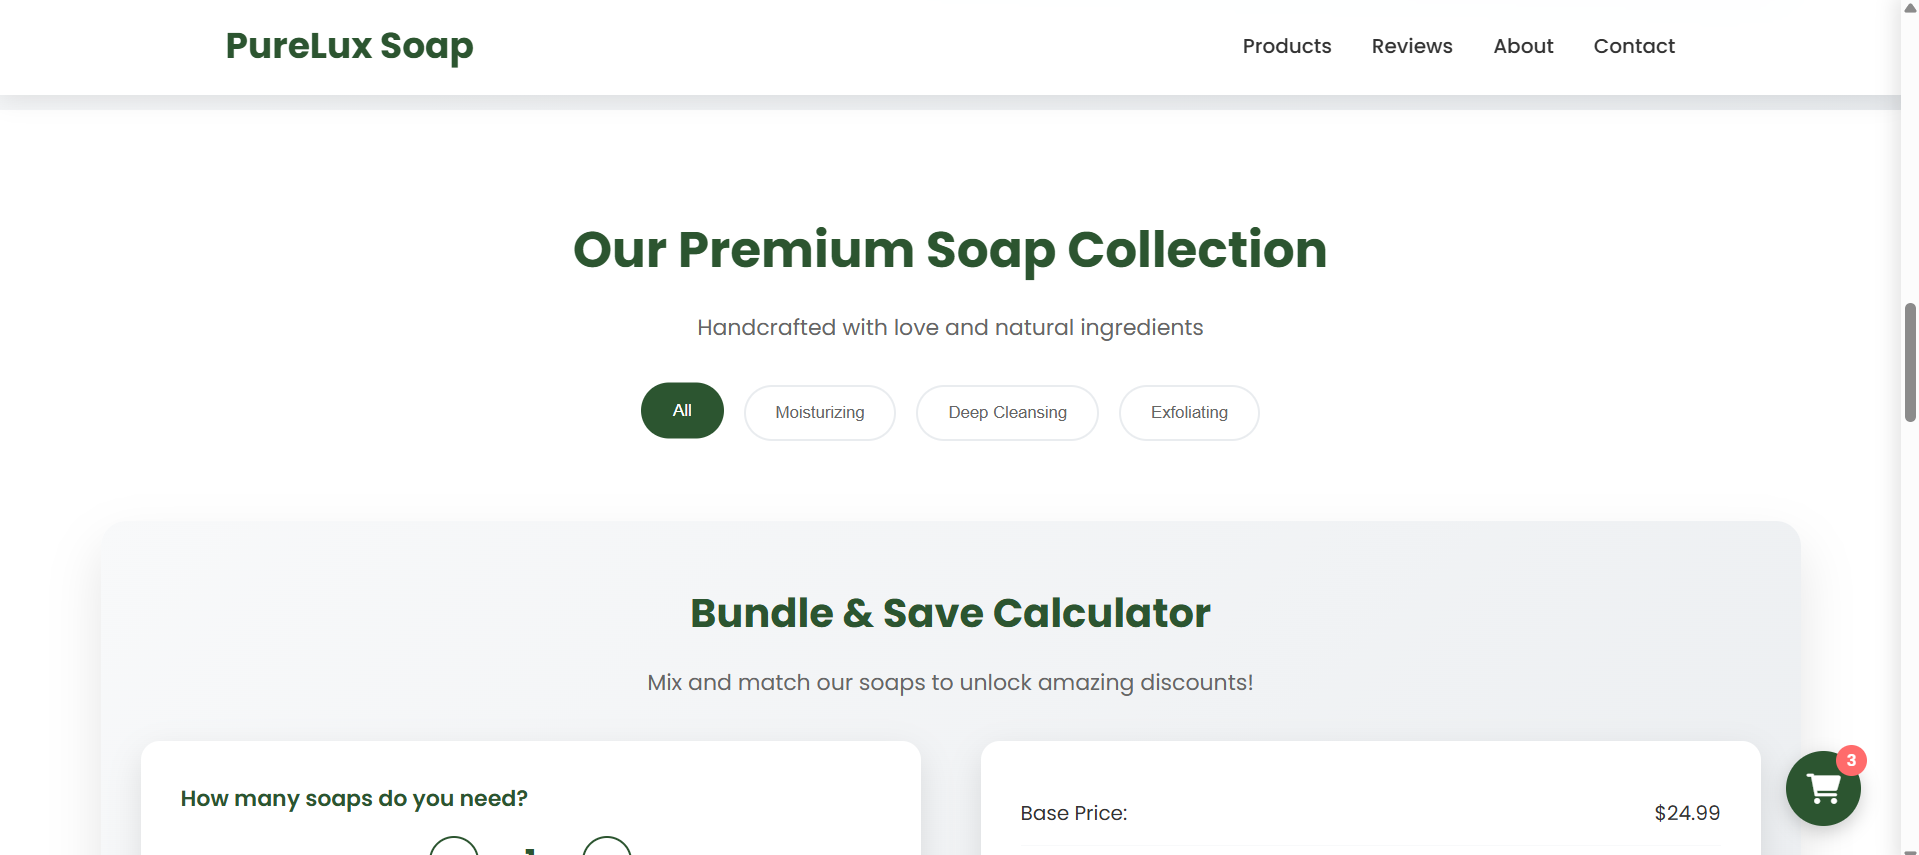 PureLux Soap
Products Reviews About Contact
Our Premium Soap Collection
Handcrafted with love and natural ingredients
All Moisturizing Deep Cleansing Exfoliating
Bundle & Save Calculator
Mix and match our soaps to unlock amazing discounts!
3
How many soaps do you need?
Base Price: $24.99